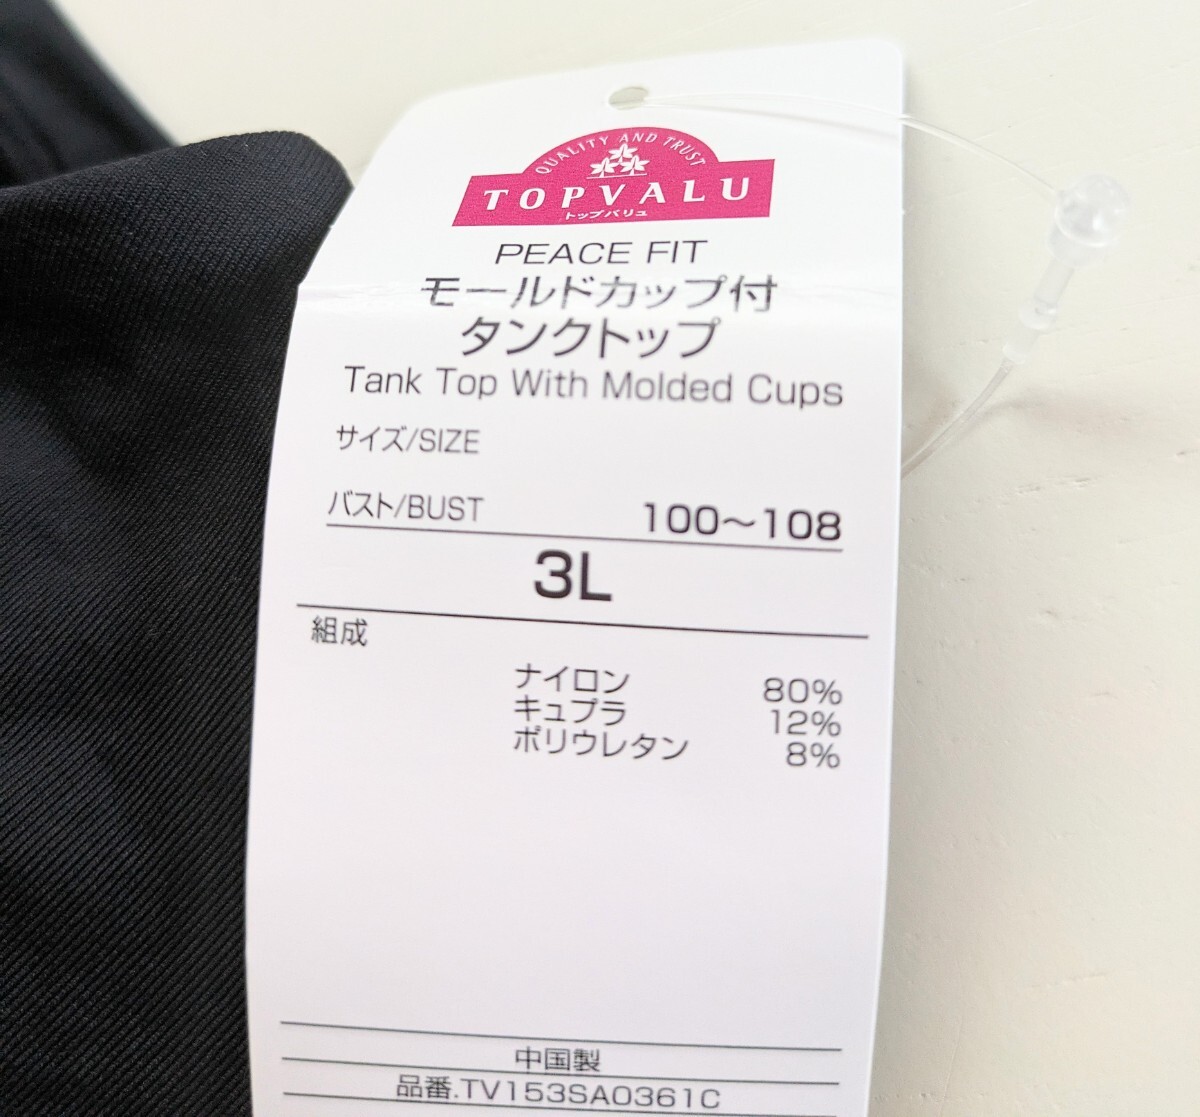 QUALITY AND TRUST
TOPVALU
トップバリュ
PEACE FIT
モールドカップ付
タンクトップ
Tank Top With Molded Cups
サイズ/SIZE
バスト/BUST 100〜108
3L
組成
ナイロン 80%
キュプラ 12%
ポリウレタン 8%
中国製
品番.TV153SA0361C